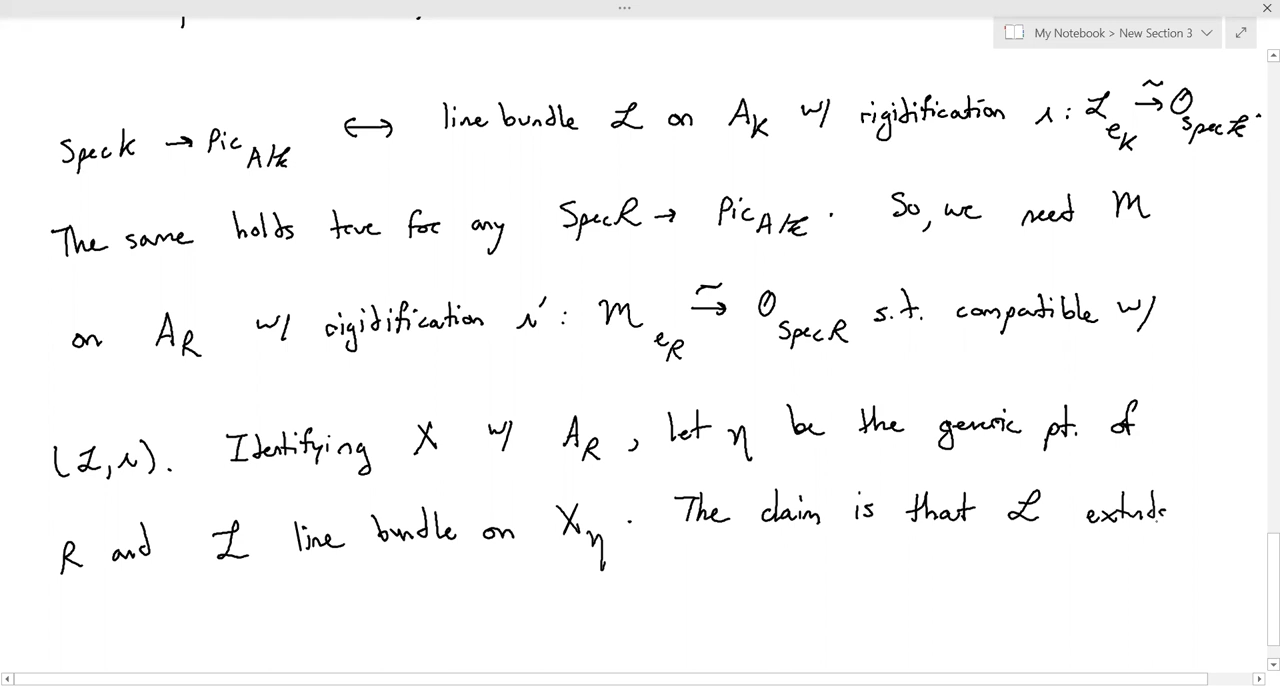 My Notebook > New Section 3
Spec K → Pic_{A/k} ↔ line bundle ℒ on A_K w/ rigidification i : ℒ_{e_K} ⥲ 𝒪_{Spec K}.
The same holds true for any Spec R → Pic_{A/k}. So, we need M
on A_R w/ rigidification i' : M_{e_R} ⥲ 𝒪_{Spec R} s.t. compatible w/
(ℒ, i). Identifying X w/ A_R, let η be the generic pt. of
R and ℒ line bundle on X_η. The claim is that ℒ extends